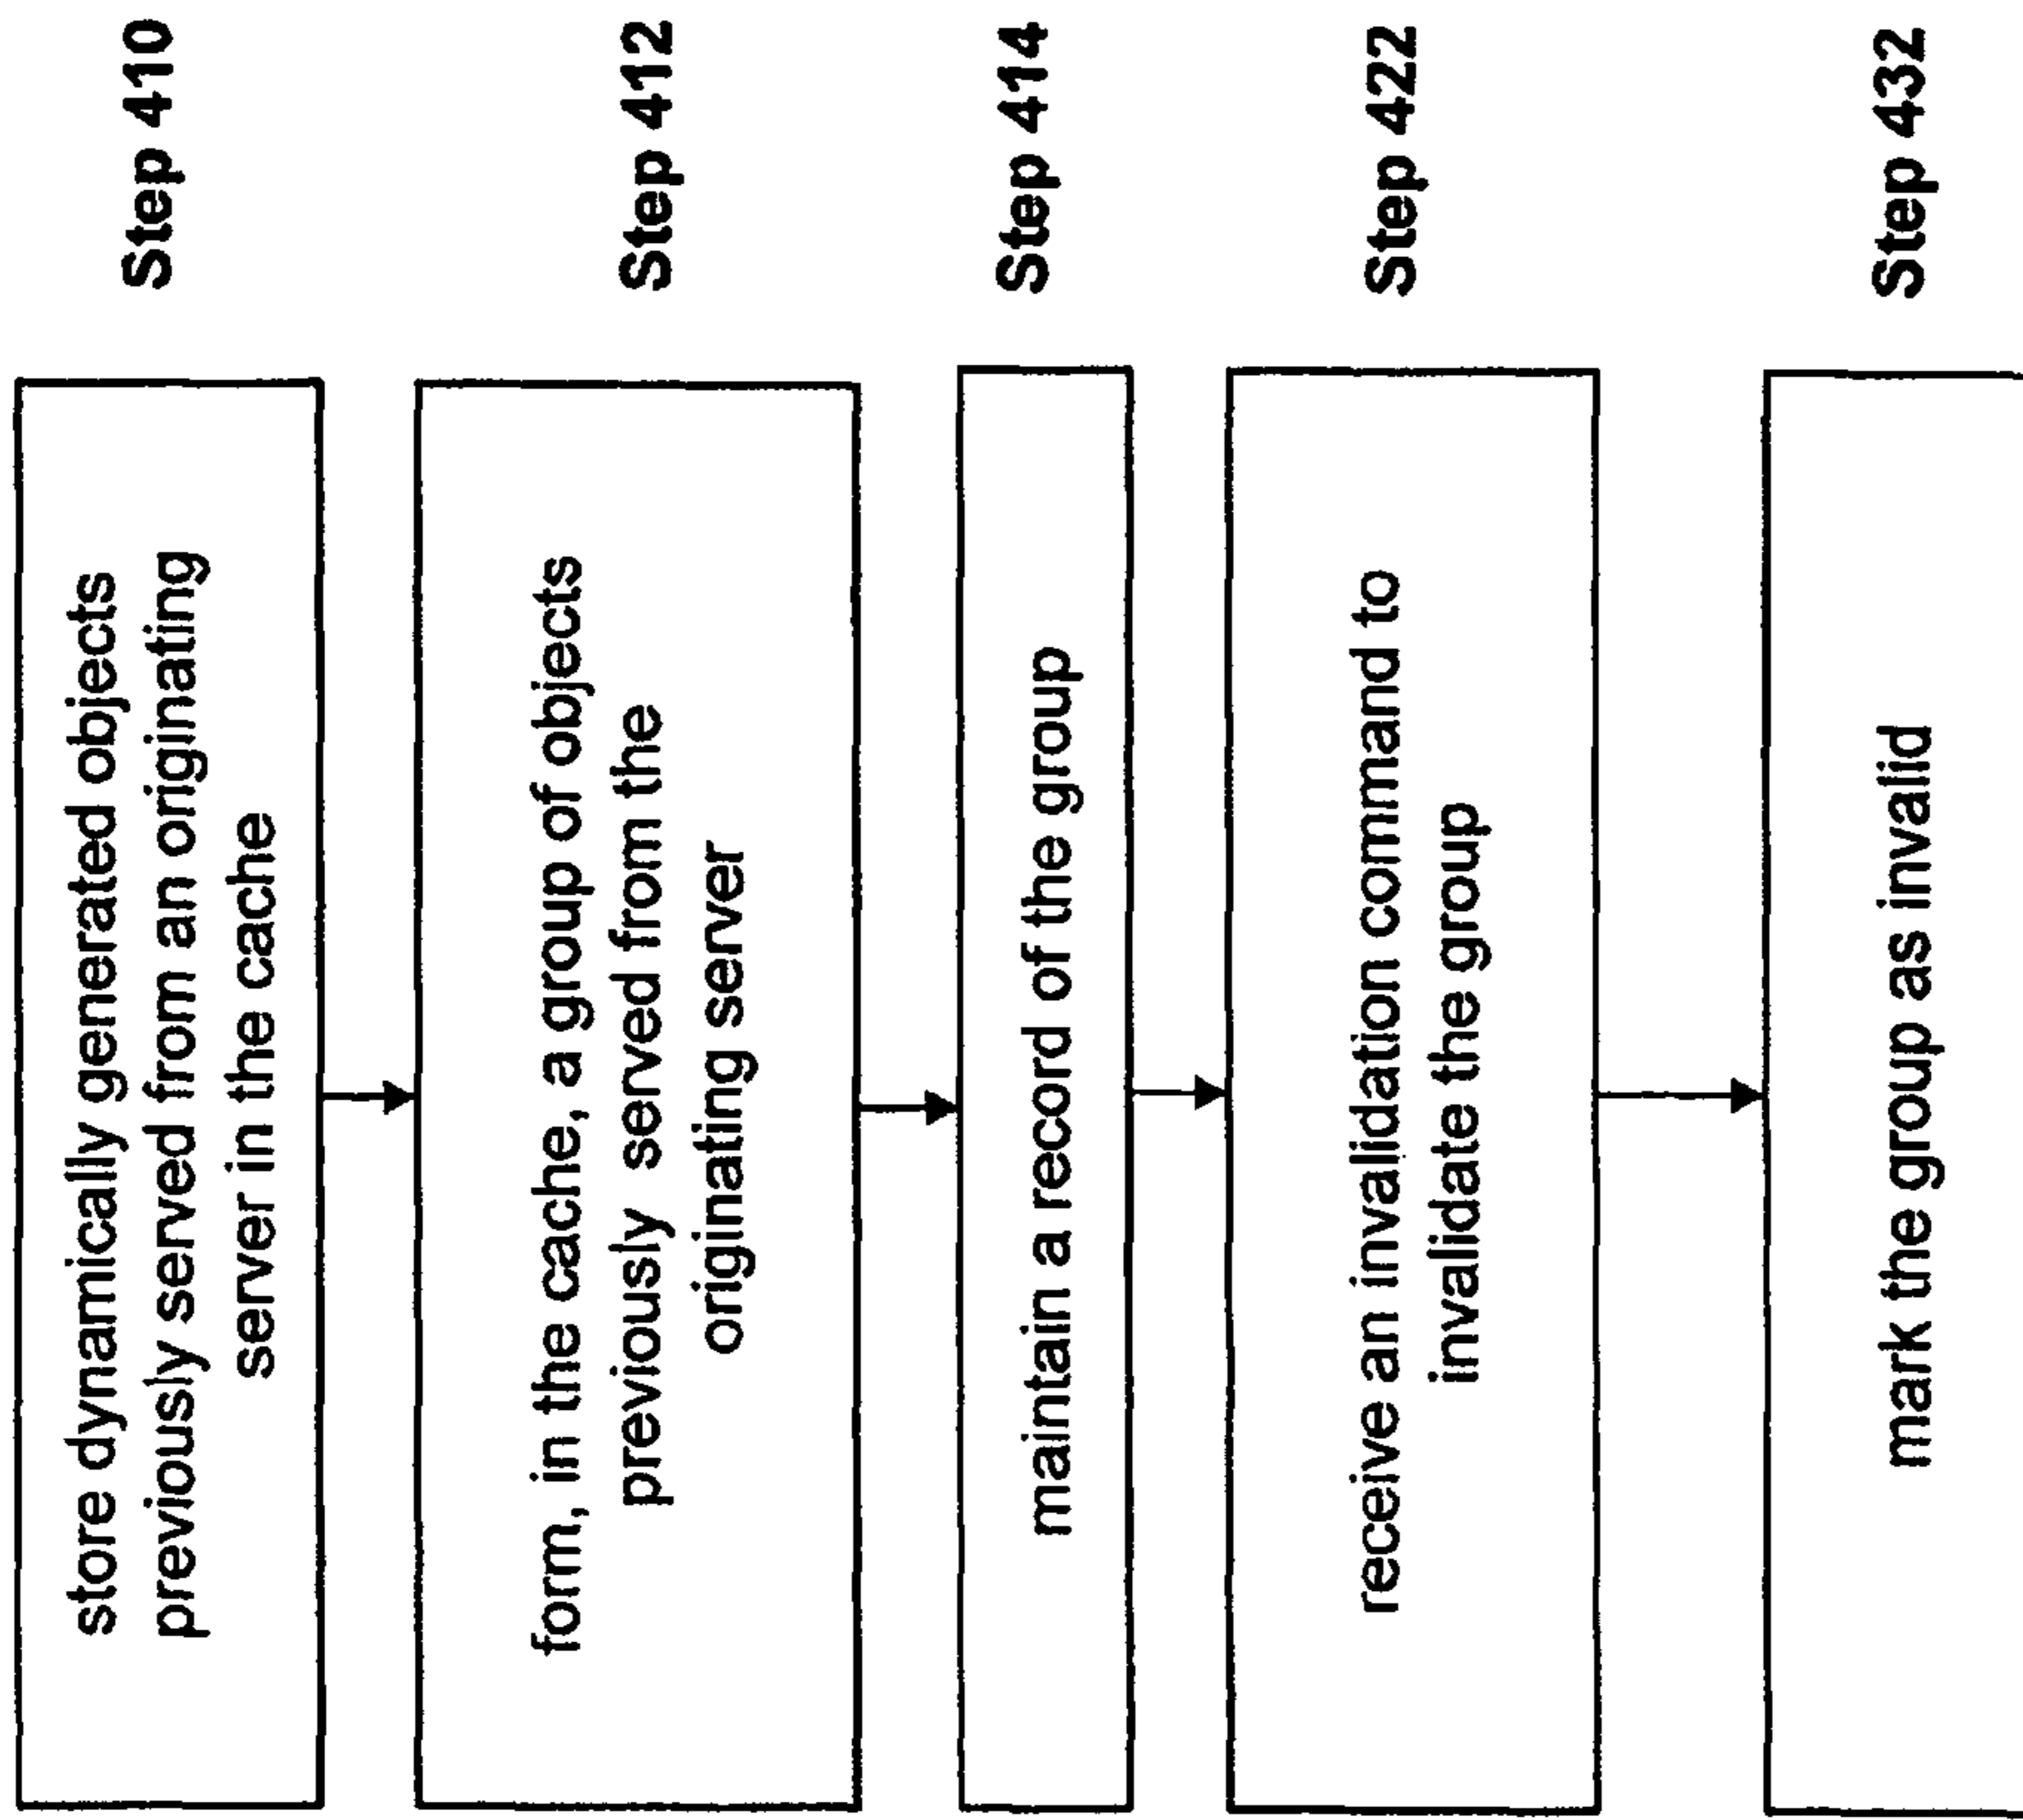 store dynamically generated objects
previously served from an originating
server in the cache
Step 410
form, in the cache, a group of objects
previously served from the
originating server
Step 412
maintain a record of the group
Step 414
receive an invalidation command to
invalidate the group
Step 422
mark the group as invalid
Step 432